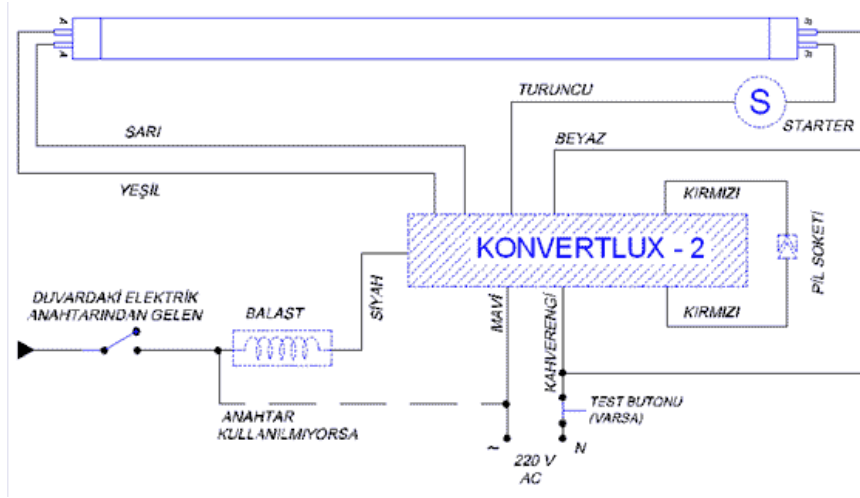 A
A
B
B
TURUNCU
S
STARTER
SARI
BEYAZ
YEŞİL
KIRMIZI
KONVERTLUX - 2
PİL SOKETİ
SİYAH
MAVİ
KAHVERENGİ
KIRMIZI
DUVARDAKİ ELEKTRİK
ANAHTARINDAN GELEN
BALAST
ANAHTAR
KULLANILMIYORSA
TEST BUTONU
(VARSA)
~
220 V
AC
N